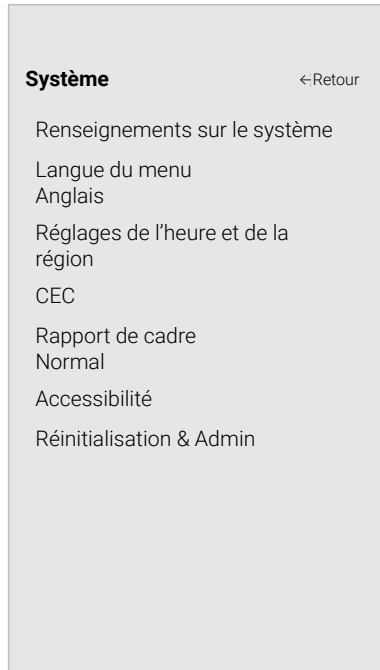 Système ←Retour
Renseignements sur le système
Langue du menu
Anglais
Réglages de l’heure et de la
région
CEC
Rapport de cadre
Normal
Accessibilité
Réinitialisation & Admin